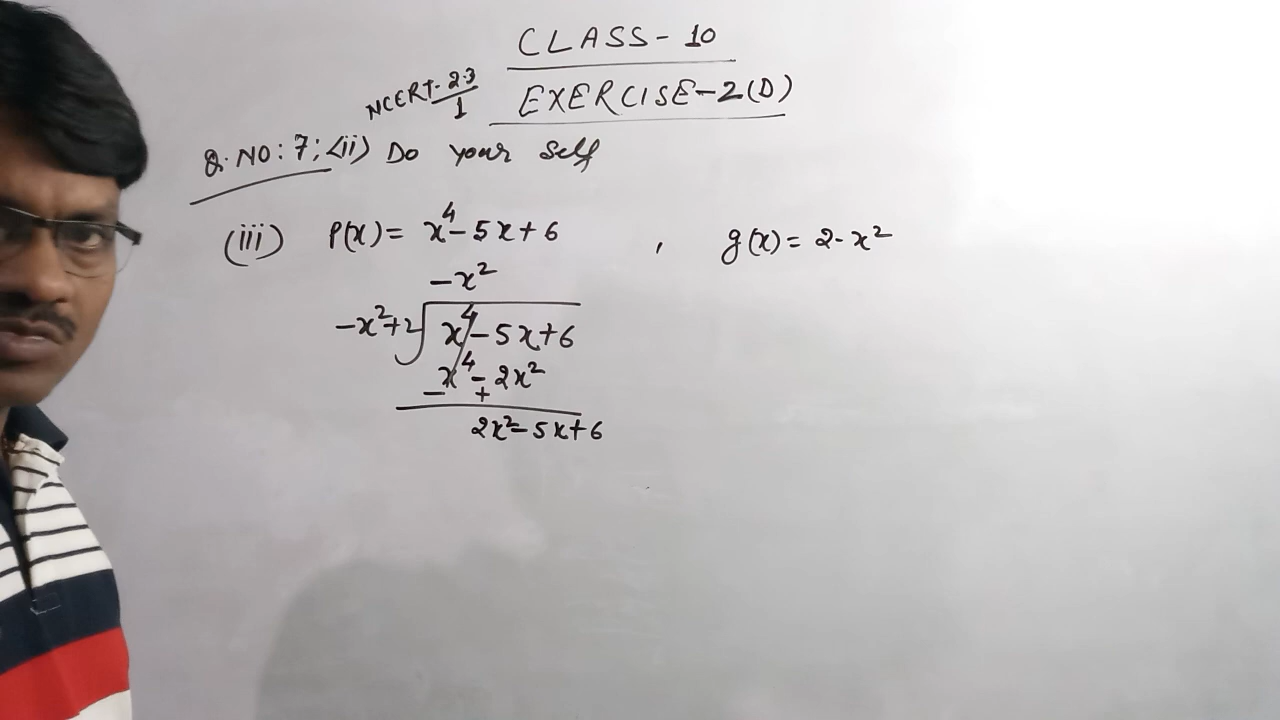 CLASS - 10
NCERT - 2.3/1 EXERCISE - 2(D)
Q. NO: 7; (ii) Do your self
(iii) P(x) = x⁴ - 5x + 6 , g(x) = 2 - x²
-x²
-x²+2 x⁴ - 5x + 6
x⁴ - 2x²
- +
2x² - 5x + 6